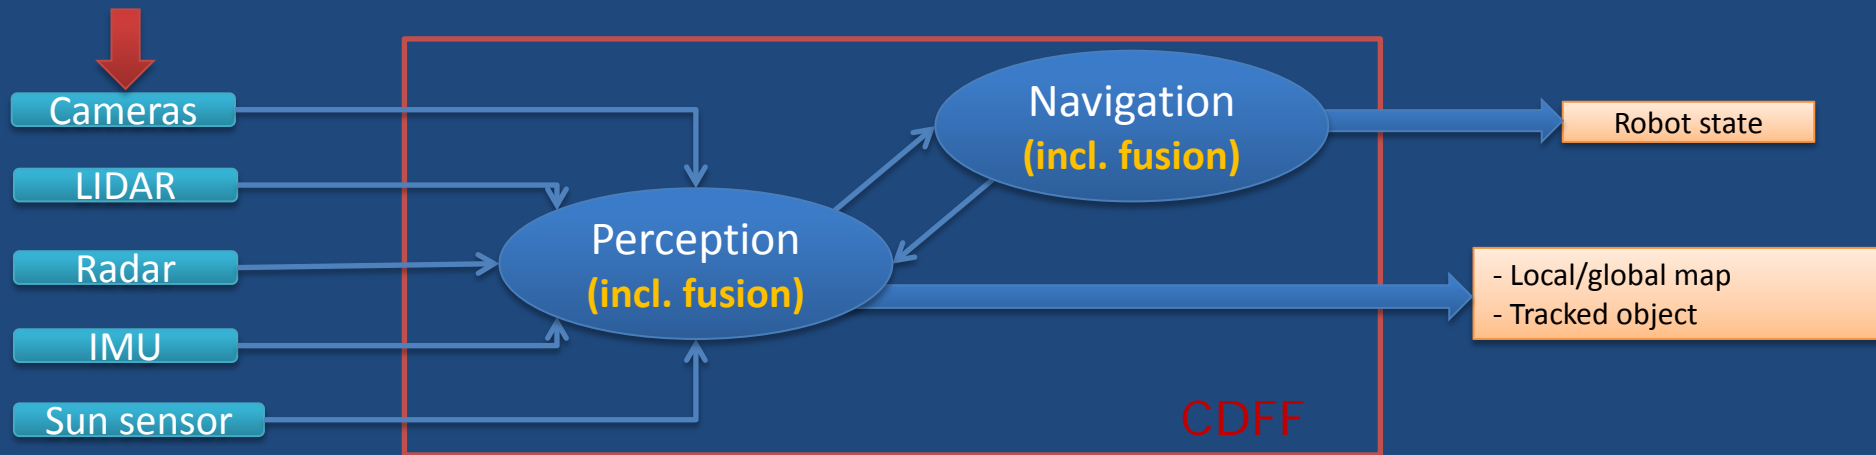 Cameras
LIDAR
Radar
IMU
Sun sensor
Perception
(incl. fusion)
Navigation
(incl. fusion)
Robot state
- Local/global map
- Tracked object
CDFF